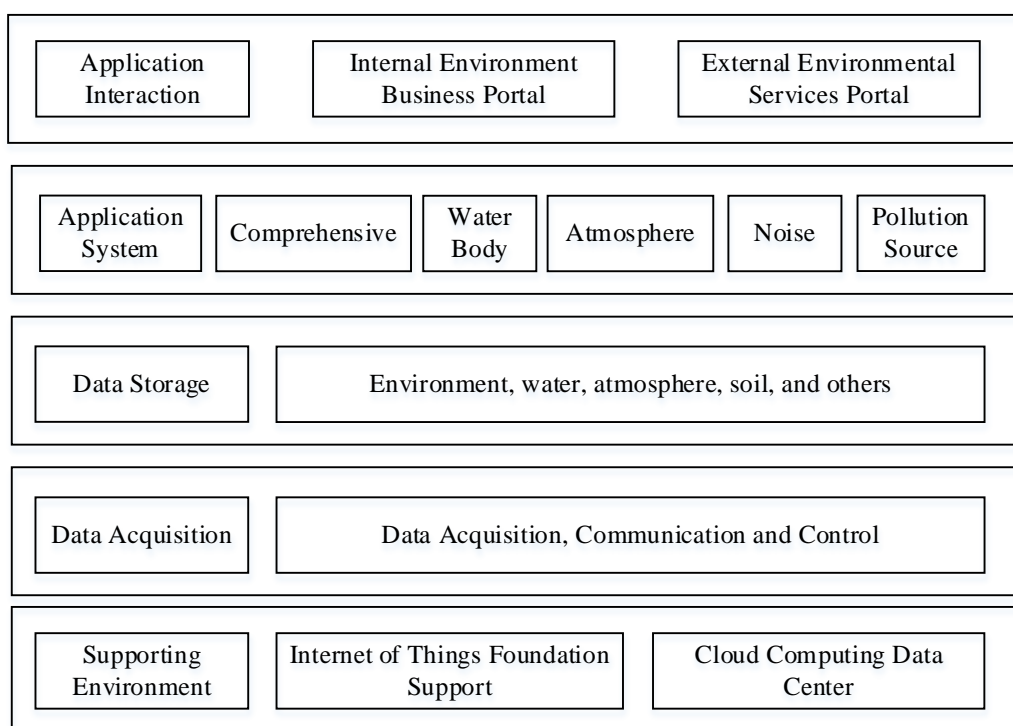 Application
Interaction
Internal Environment
Business Portal
External Environmental
Services Portal
Application
System
Comprehensive
Water
Body
Atmosphere
Noise
Pollution
Source
Data Storage
Environment, water, atmosphere, soil, and others
Data Acquisition
Data Acquisition, Communication and Control
Supporting
Environment
Internet of Things Foundation
Support
Cloud Computing Data
Center